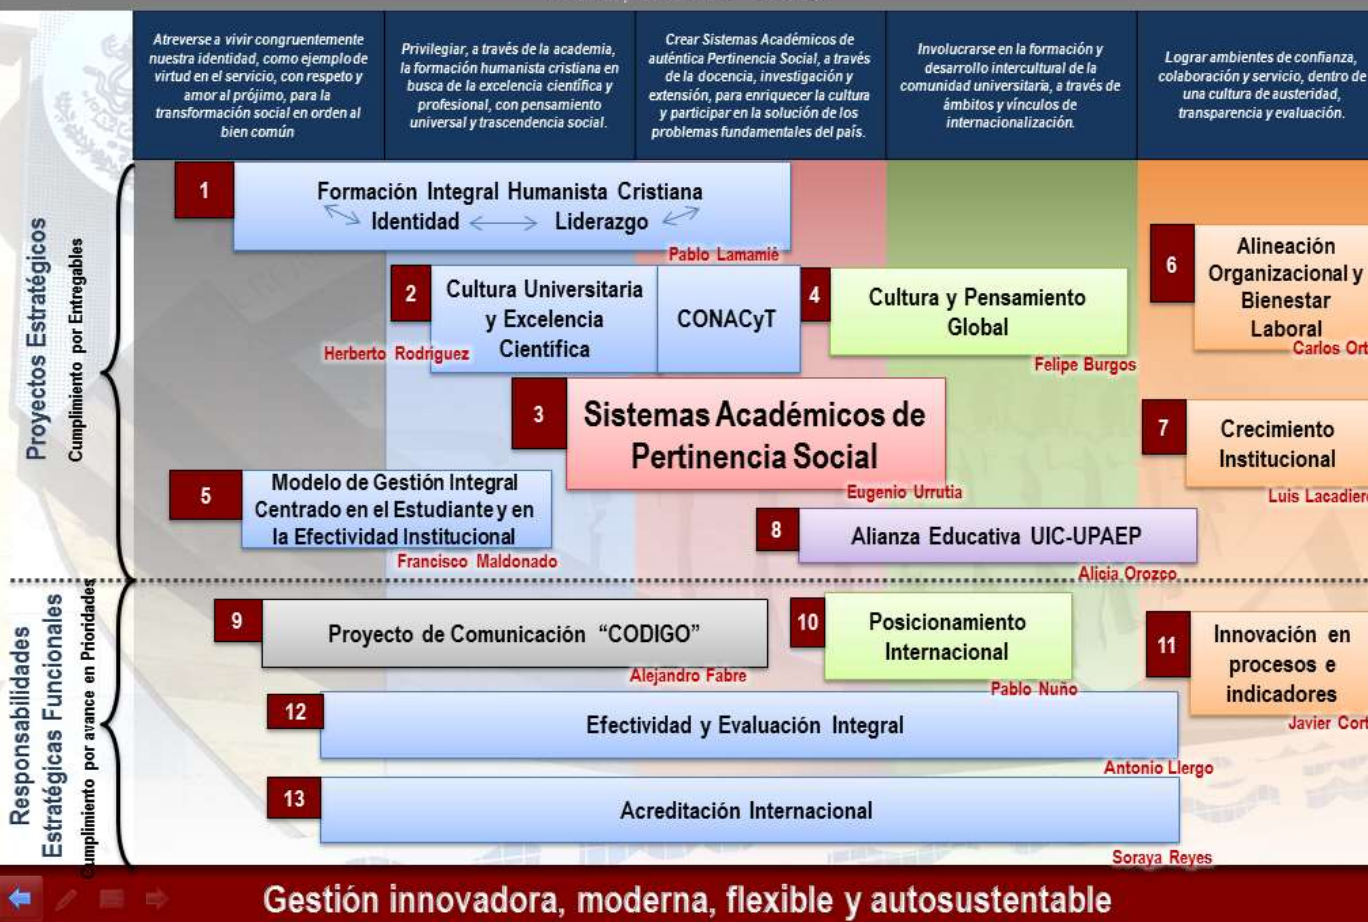 Atreverse a vivir congruentemente
nuestra identidad, como ejemplo de
virtud en el servicio, con respeto y
amor al prójimo, para la
transformación social en orden al
bien común
Privilegiar, a través de la academia,
la formación humanista cristiana en
busca de la excelencia científica y
profesional, con pensamiento
universal y trascendencia social.
Crear Sistemas Académicos de
auténtica Pertinencia Social, a través
de la docencia, investigación y
extensión, para enriquecer la cultura
y participar en la solución de los
problemas fundamentales del país.
Involucrarse en la formación y
desarrollo intercultural de la
comunidad universitaria, a través de
ámbitos y vínculos de
internacionalización.
Lograr ambientes de confianza,
colaboración y servicio, dentro de
una cultura de austeridad,
transparencia y evaluación.
Proyectos Estratégicos
Cumplimiento por Entregables
1
Formación Integral Humanista Cristiana
Identidad Liderazgo
Pablo Lamamié
2
Cultura Universitaria
y Excelencia
Científica
Herberto Rodríguez
CONACyT
4
Cultura y Pensamiento
Global
Felipe Burgos
6
Alineación
Organizacional y
Bienestar
Laboral
Carlos Ort
3
Sistemas Académicos de
Pertinencia Social
Eugenio Urrutia
7
Crecimiento
Institucional
Luis Lacadiere
5
Modelo de Gestión Integral
Centrado en el Estudiante y en
la Efectividad Institucional
Francisco Maldonado
8
Alianza Educativa UIC-UPAEP
Alicia Orozco
Responsabilidades
Estratégicas Funcionales
Cumplimiento por avance en Prioridades
9
Proyecto de Comunicación “CODIGO”
Alejandro Fabre
10
Posicionamiento
Internacional
Pablo Nuño
11
Innovación en
procesos e
indicadores
Javier Cort
12
Efectividad y Evaluación Integral
Antonio Llergo
13
Acreditación Internacional
Soraya Reyes
Gestión innovadora, moderna, flexible y autosustentable